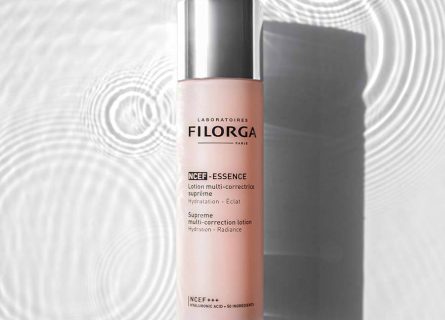 LABORATOIRES
FILORGA
PARIS
NCEF-ESSENCE
Lotion multi-correctrice
suprême
Hydratation - Éclat
Supreme
multi-correction lotion
Hydration - Radiance
NCEF+++
HYALURONIC ACID + 50 INGREDIENTS